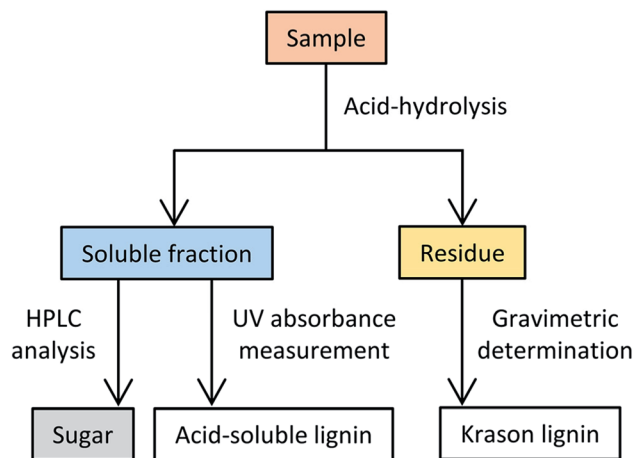 Sample
Acid-hydrolysis
Soluble fraction
Residue
HPLC
analysis
UV absorbance
measurement
Gravimetric
determination
Sugar
Acid-soluble lignin
Krason lignin